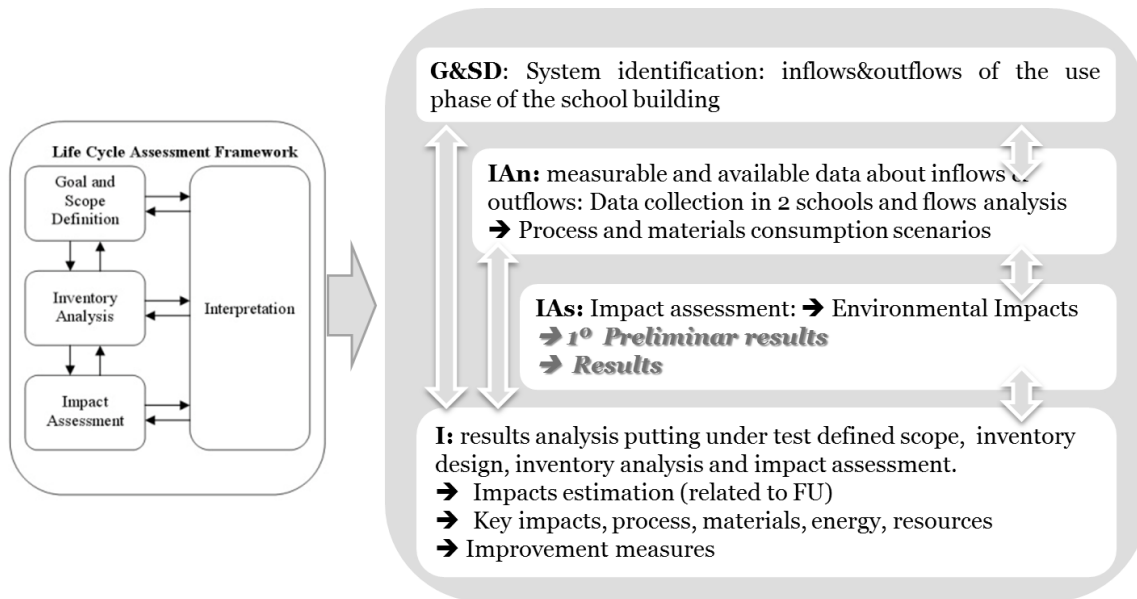 Life Cycle Assessment Framework
Goal and
Scope
Definition
Inventory
Analysis
Impact
Assessment
Interpretation
G&SD: System identification: inflows&outflows of the use
phase of the school building
IAn: measurable and available data about inflows &
outflows: Data collection in 2 schools and flows analysis
➔ Process and materials consumption scenarios
IAs: Impact assessment: ➔ Environmental Impacts
➔ 1º Preliminar results
➔ Results
I: results analysis putting under test defined scope, inventory
design, inventory analysis and impact assessment.
➔ Impacts estimation (related to FU)
➔ Key impacts, process, materials, energy, resources
➔ Improvement measures